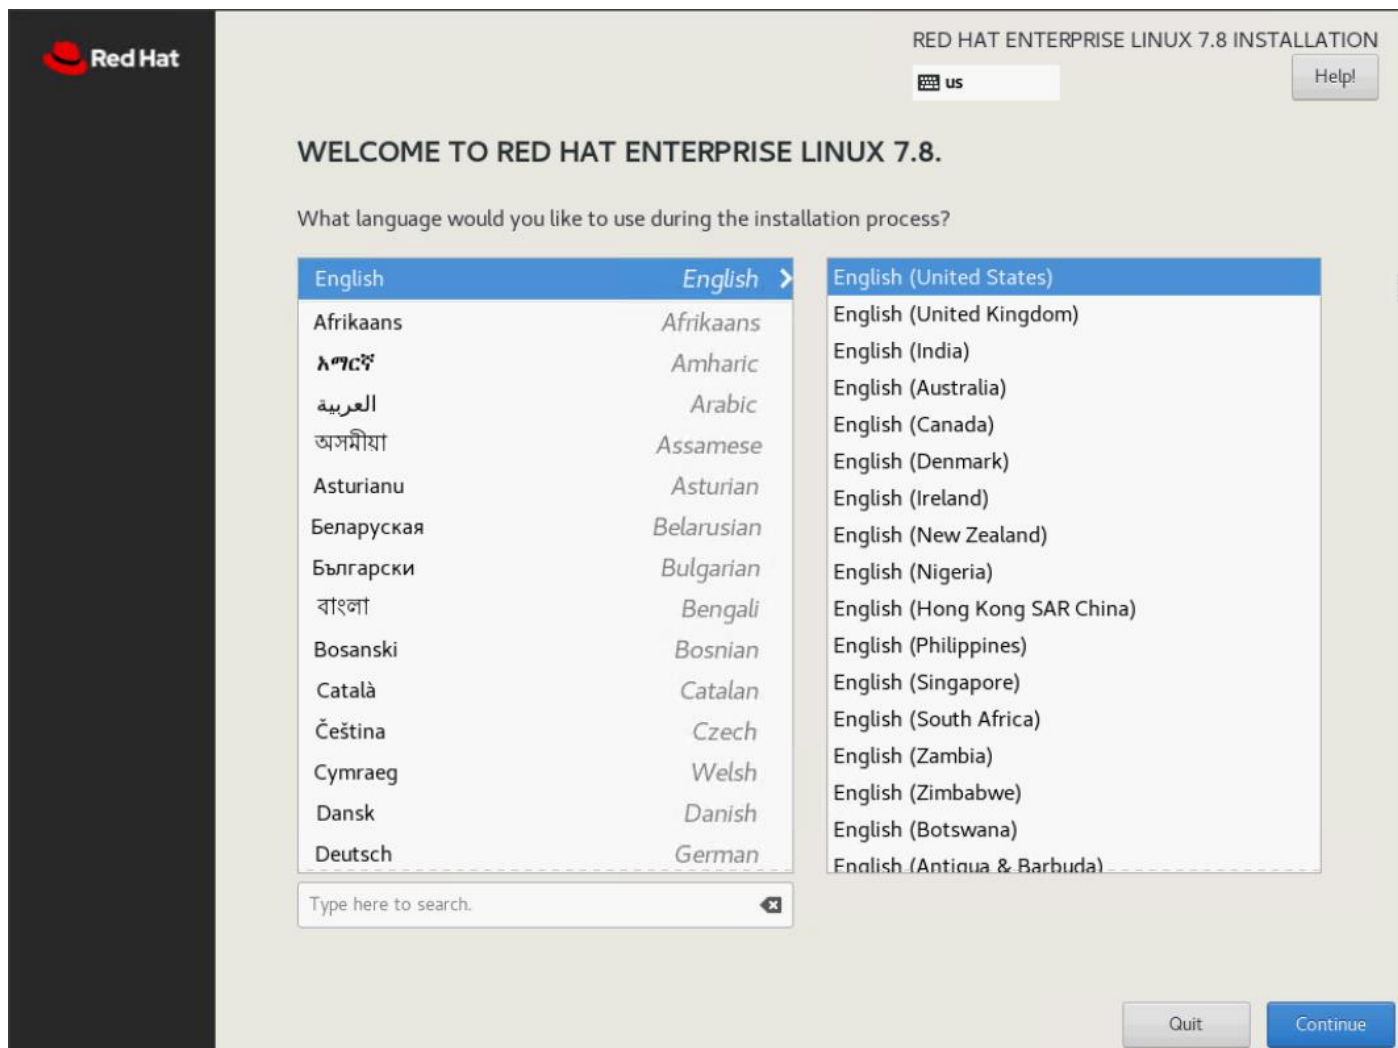 Red Hat
RED HAT ENTERPRISE LINUX 7.8 INSTALLATION
us
Help!
WELCOME TO RED HAT ENTERPRISE LINUX 7.8.
What language would you like to use during the installation process?
English English
Afrikaans Afrikaans
አማርኛ Amharic
العربية Arabic
অসমীয়া Assamese
Asturianu Asturian
Беларуская Belarusian
Български Bulgarian
বাংলা Bengali
Bosanski Bosnian
Català Catalan
Čeština Czech
Cymraeg Welsh
Dansk Danish
Deutsch German
Type here to search.
English (United States)
English (United Kingdom)
English (India)
English (Australia)
English (Canada)
English (Denmark)
English (Ireland)
English (New Zealand)
English (Nigeria)
English (Hong Kong SAR China)
English (Philippines)
English (Singapore)
English (South Africa)
English (Zambia)
English (Zimbabwe)
English (Botswana)
English (Antigua & Barbuda)
Quit
Continue